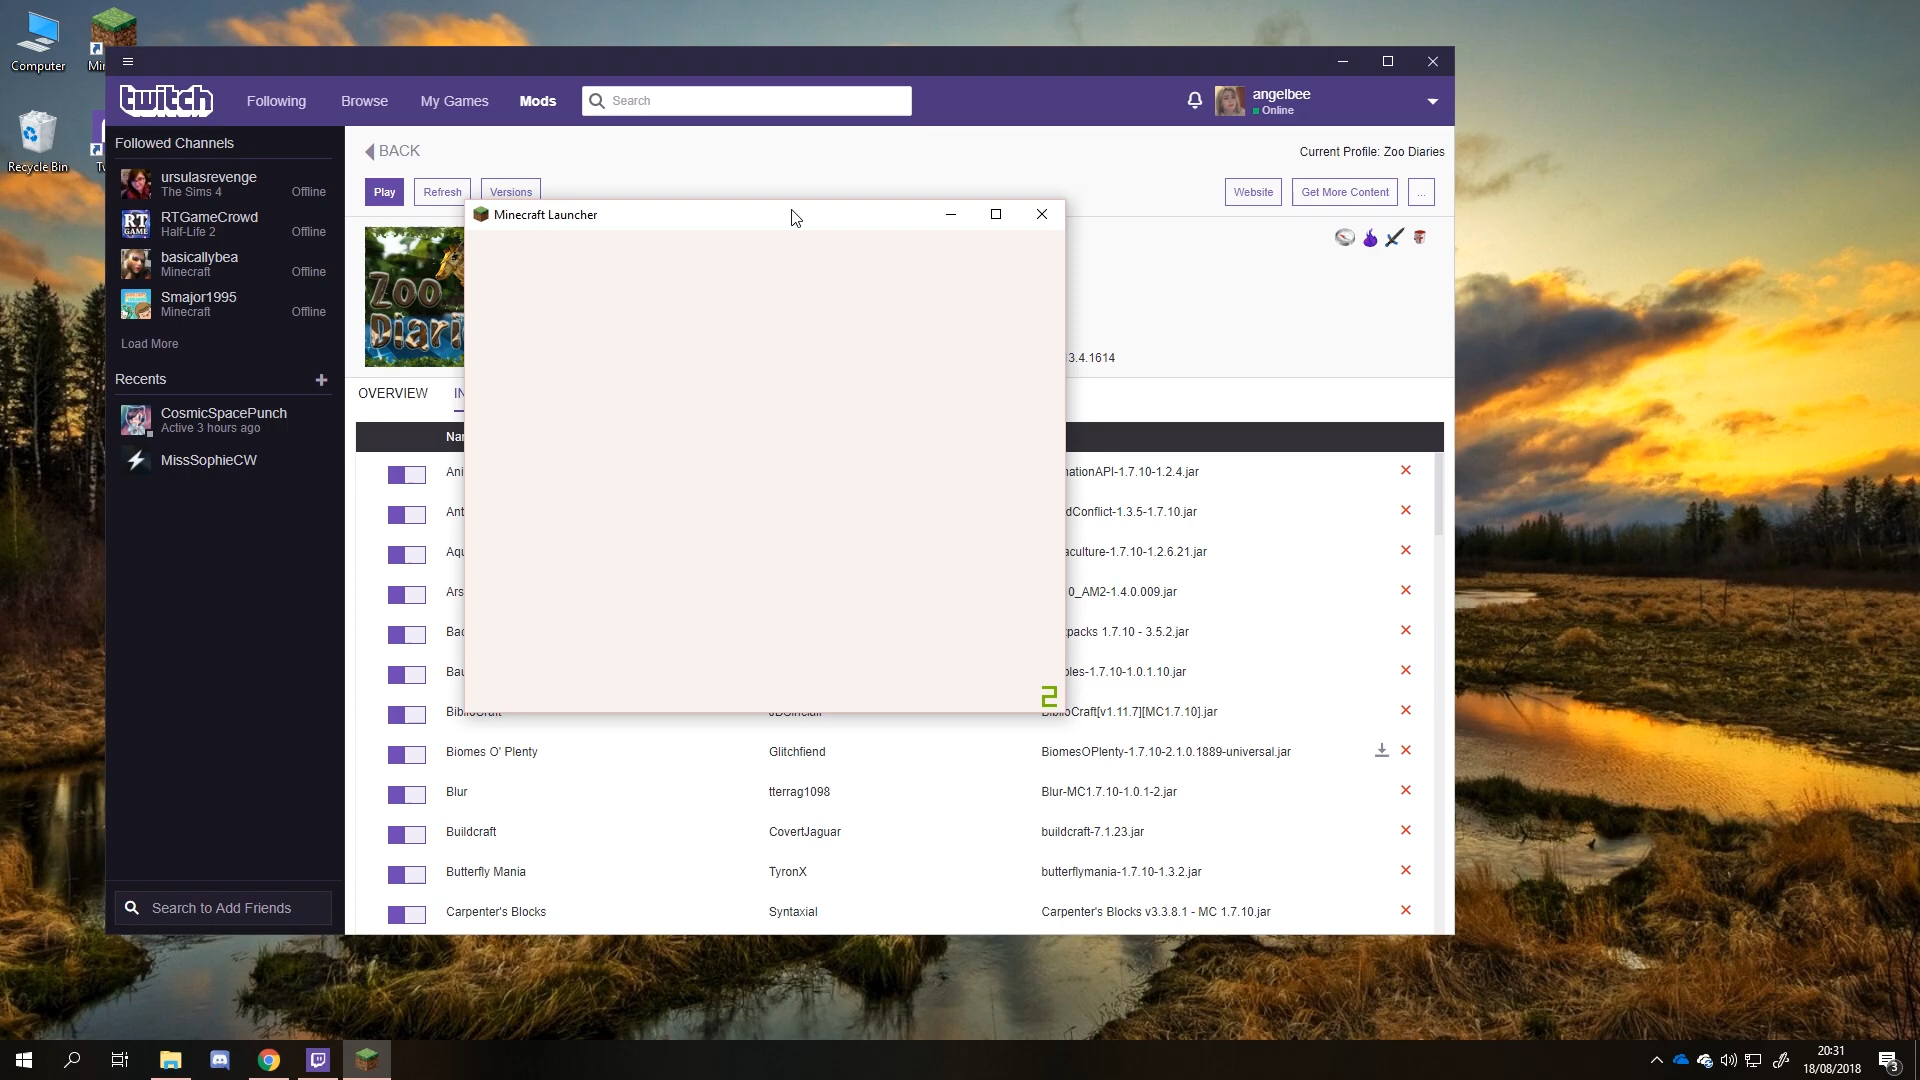 Computer
Recycle Bin
twitch
Following
Browse
My Games
Mods
Search
angelbee
Online
Followed Channels
ursulasrevenge
The Sims 4
Offline
RTGameCrowd
Half-Life 2
Offline
basicallybea
Minecraft
Offline
Smajor1995
Minecraft
Offline
Load More
Recents
CosmicSpacePunch
Active 3 hours ago
MissSophieCW
Search to Add Friends
BACK
Current Profile: Zoo Diaries
Play
Refresh
Versions
Website
Get More Content
...
Minecraft Launcher
Zoo
Diari
3.4.1614
OVERVIEW
IN
Nar
Ani
ationAPI-1.7.10-1.2.4.jar
Ant
dConflict-1.3.5-1.7.10.jar
Aqu
aculture-1.7.10-1.2.6.21.jar
Ars
0_AM2-1.4.0.009.jar
Bac
packs 1.7.10 - 3.5.2.jar
Bau
bles-1.7.10-1.0.1.10.jar
BiblioCraft
JDSinclair
BiblioCraft[v1.11.7][MC1.7.10].jar
2
Biomes O' Plenty
Glitchfiend
BiomesOPlenty-1.7.10-2.1.0.1889-universal.jar
Blur
tterrag1098
Blur-MC1.7.10-1.0.1-2.jar
Buildcraft
CovertJaguar
buildcraft-7.1.23.jar
Butterfly Mania
TyronX
butterflymania-1.7.10-1.3.2.jar
Carpenter's Blocks
Syntaxial
Carpenter's Blocks v3.3.8.1 - MC 1.7.10.jar
20:31
18/08/2018
3